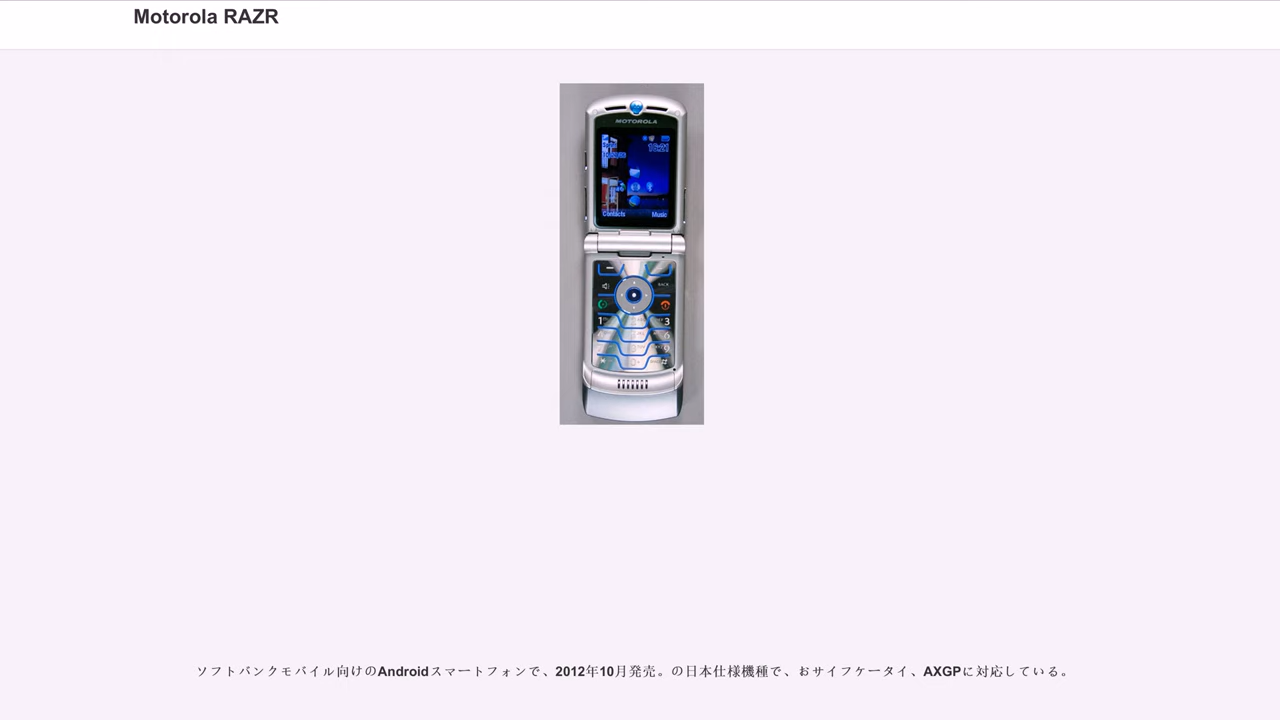 Motorola RAZR
MOTOROLA
Contacts Music
BACK
1 3
ソフトバンクモバイル向けのAndroidスマートフォンで、2012年10月発売。の日本仕様機種で、おサイフケータイ、AXGPに対応している。